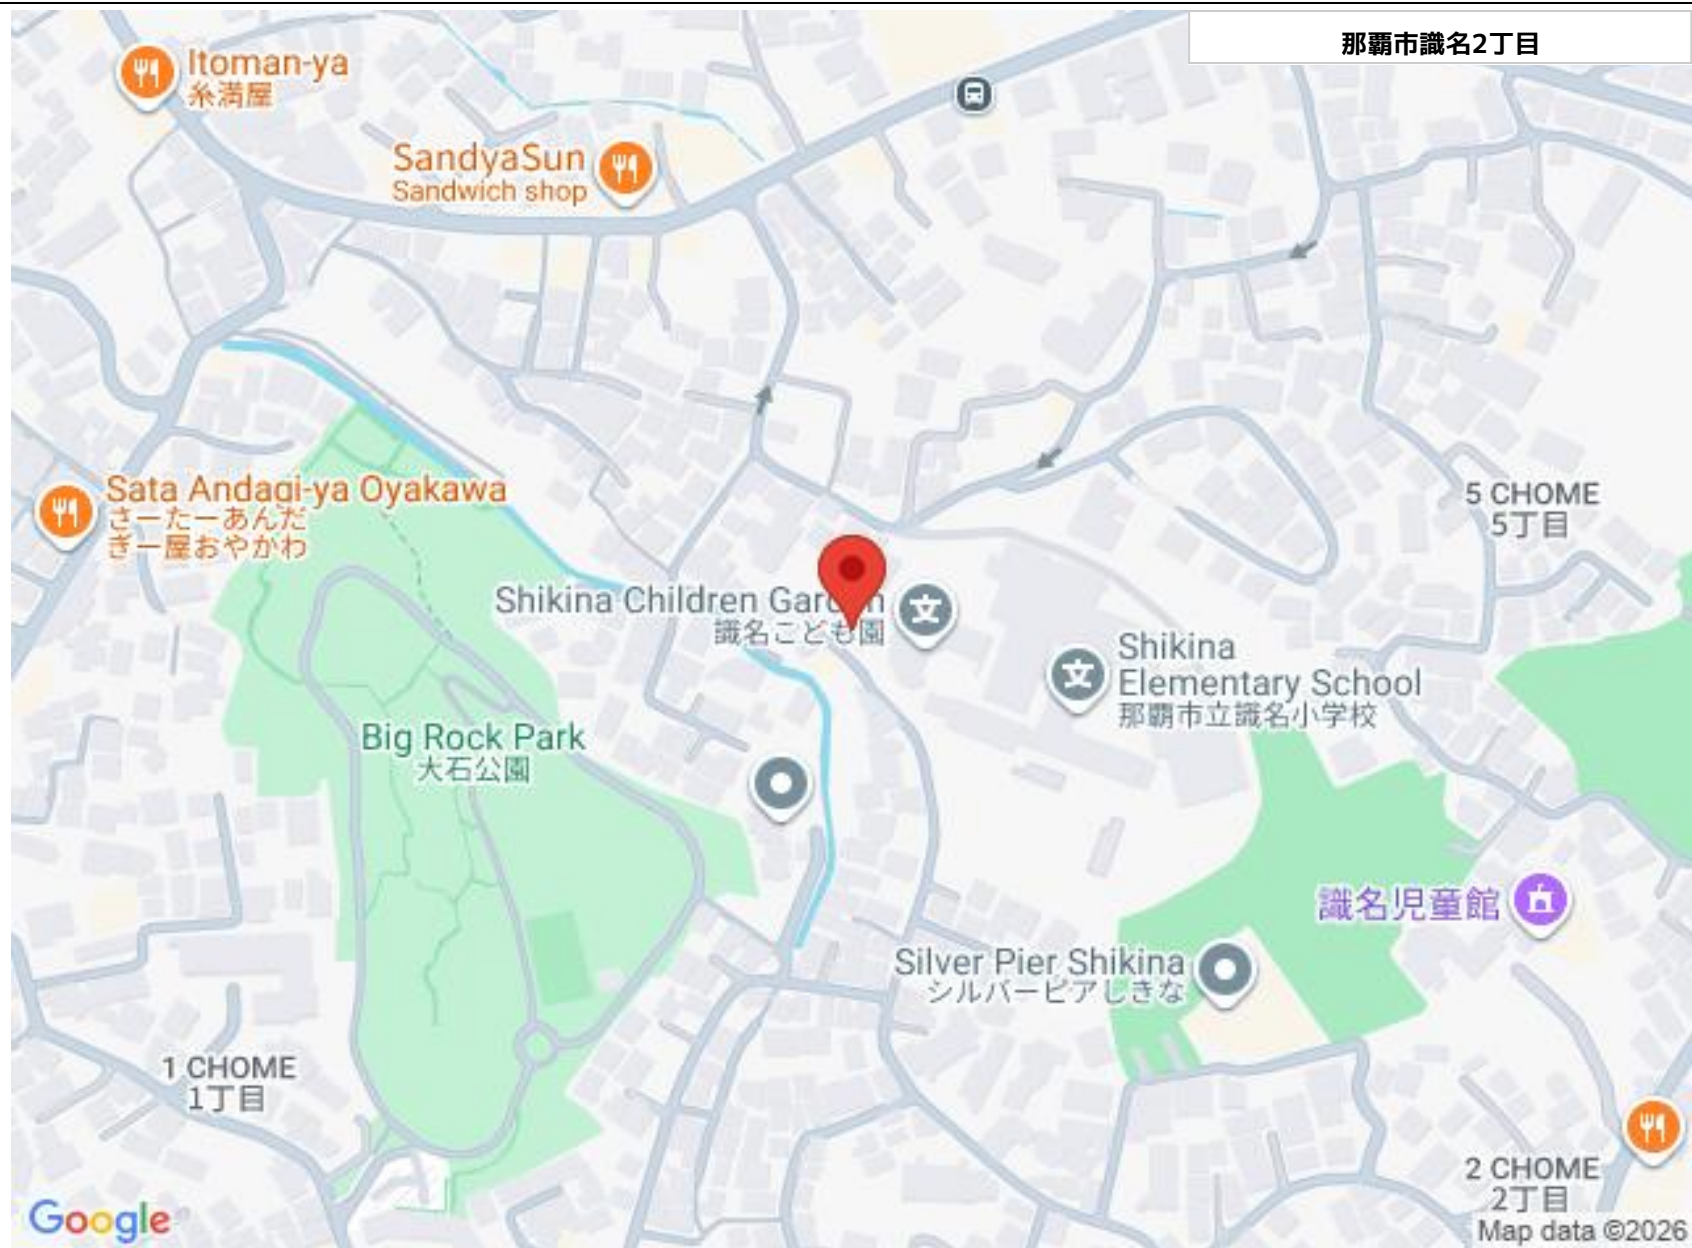 那覇市識名2丁目
Itoman-ya
糸満屋
SandyaSun
Sandwich shop
Sata Andagi-ya Oyakawa
さーたーあんだ
ぎー屋おやかわ
5 CHOME
5丁目
Shikina Children Garden
識名こども園
Shikina
Elementary School
那覇市立識名小学校
Big Rock Park
大石公園
識名児童館
Silver Pier Shikina
シルバーピアしきな
1 CHOME
1丁目
2 CHOME
2丁目
Google
Map data ©2026